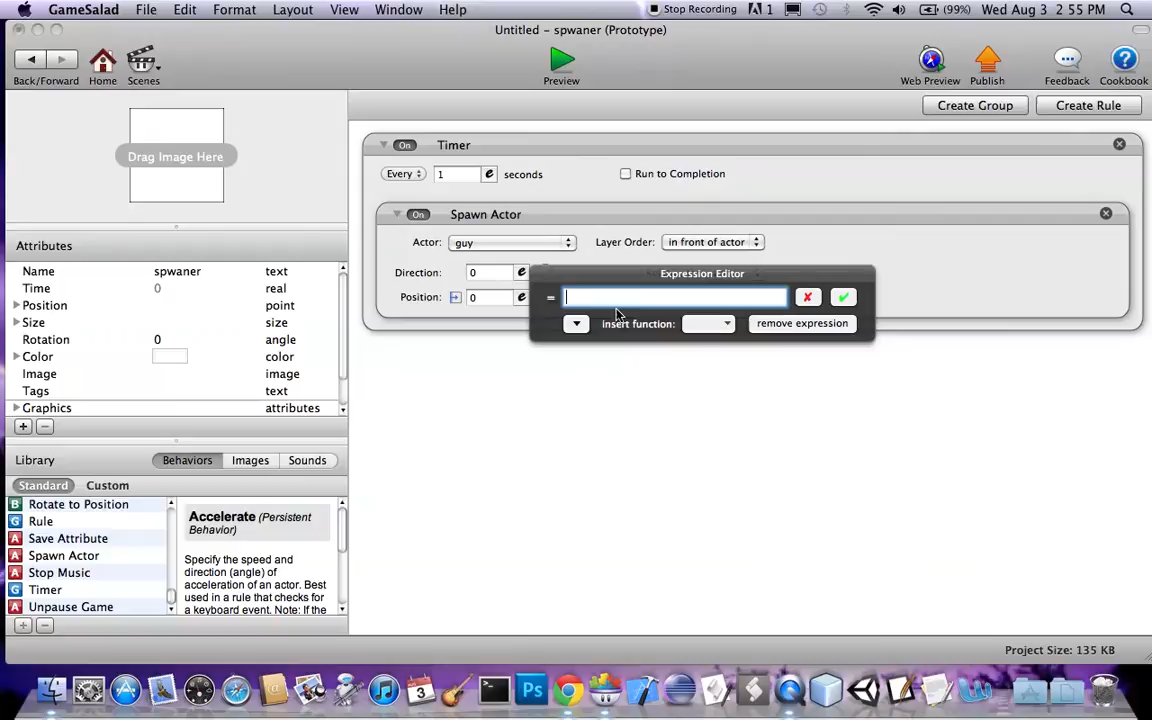 GameSalad File Edit Format Layout View Window Help Stop Recording 1 (99%) Wed Aug 3 2:55 PM
Untitled – spwaner (Prototype)
Back/Forward Home Scenes Preview Web Preview Publish Feedback Cookbook
Create Group Create Rule
Drag Image Here
On Timer
Every 1 e seconds Run to Completion
On Spawn Actor
Actor: guy Layer Order: in front of actor
Direction: 0 e
Position: 0 e
Expression Editor
=
insert function: remove expression
Attributes
Name spwaner text
Time 0 real
Position point
Size size
Rotation 0 angle
Color color
Image image
Tags text
Graphics attributes
Library Behaviors Images Sounds
Standard Custom
B Rotate to Position
G Rule
A Save Attribute
A Spawn Actor
A Stop Music
G Timer
A Unpause Game
Accelerate (Persistent
Behavior)
Specify the speed and
direction (angle) of
acceleration of an actor. Best
used in a rule that checks for
a keyboard event. Note: If the
Project Size: 135 KB
3
Ps